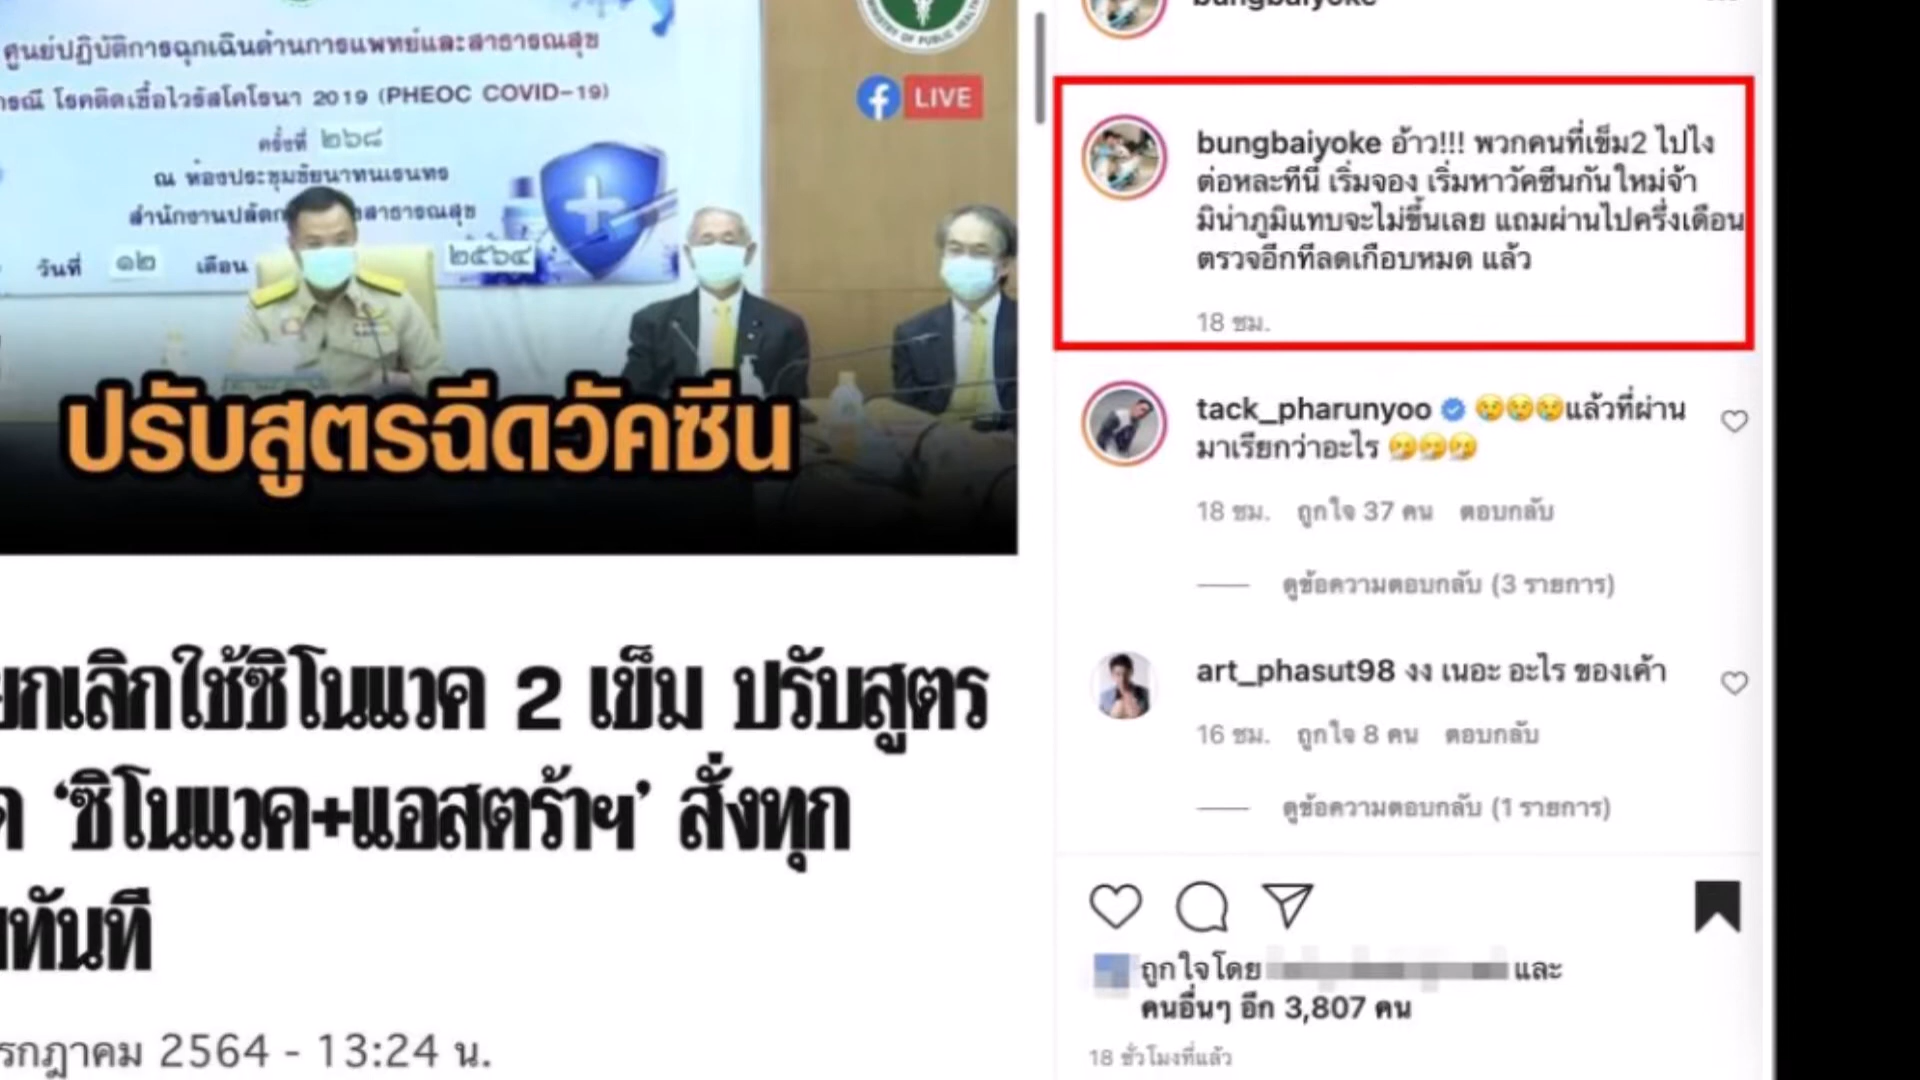 ศูนย์ปฏิบัติการฉุกเฉินด้านการแพทย์และสาธารณสุข
โรคติดเชื้อไวรัสโคโรนา 2019 (PHEOC COVID-19)
ครั้งที่ ๒๖๘
ณ ห้องประชุมชัยนาทนเรนทร
วันที่ ๑๒ เดือน ๒๕๖๔
MINISTRY OF PUBLIC HEALTH
LIVE
ปรับสูตรฉีดวัคซีน
ยกเลิกใช้ซิโนแวค 2 เข็ม ปรับสูตร
‘ซิโนแวค+แอสตร้าฯ’ สั่งทุก
ทันที
รกฎาคม 2564 - 13:24 น.
bungbaiyoke
bungbaiyoke อ้าว!!! พวกคนที่เข็ม2 ไปไง
ต่อหละทีนี้ เริ่มจอง เริ่มหาวัคซีนกันใหม่จ้า
มิน่าภูมิแทบจะไม่ขึ้นเลย แถมผ่านไปครึ่งเดือน
ตรวจอีกทีลดเกือบหมด แล้ว
18 ชม.
tack_pharunyoo 😢😢😢แล้วที่ผ่าน
มาเรียกว่าอะไร 🤧🤧🤧
18 ชม. ถูกใจ 37 คน ตอบกลับ
ดูข้อความตอบกลับ (3 รายการ)
art_phasut98 งง เนอะ อะไร ของเค้า
16 ชม. ถูกใจ 8 คน ตอบกลับ
ดูข้อความตอบกลับ (1 รายการ)
ถูกใจโดย และ
คนอื่นๆ อีก 3,807 คน
18 ชั่วโมงที่แล้ว